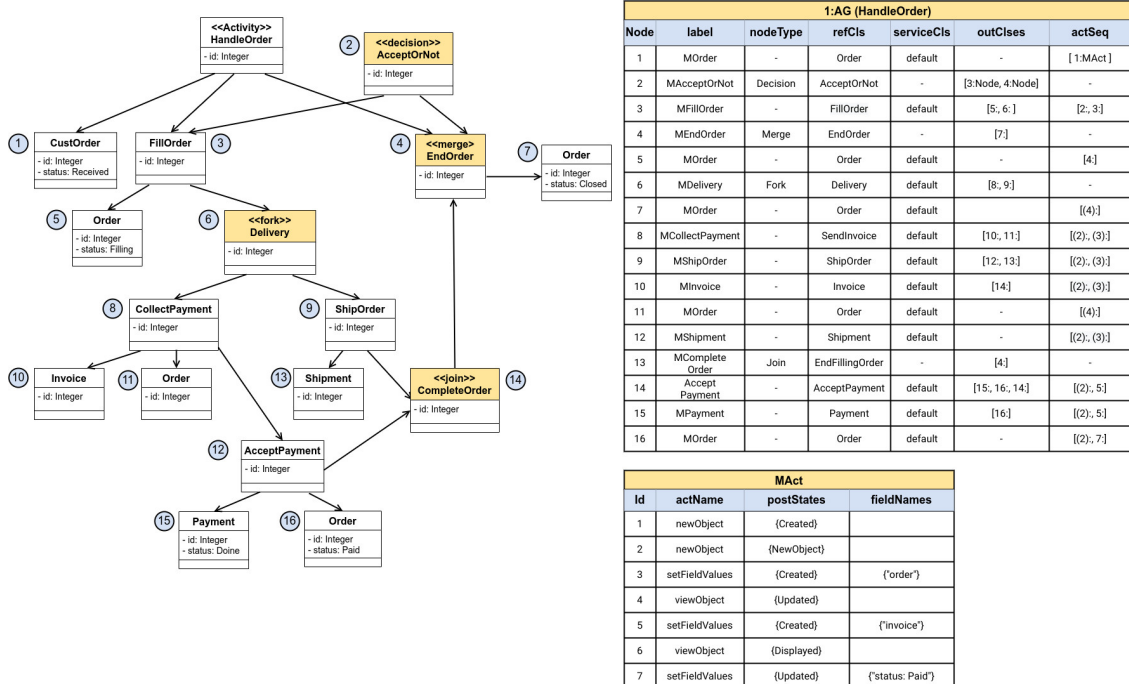 <<Activity>>
HandleOrder
- id: Integer
2
<<decision>>
AcceptOrNot
- id: Integer
1
CustOrder
- id: Integer
- status: Received
FillOrder
- id: Integer
3
4
<<merge>
EndOrder
- id: Integer
7
Order
- id: Integer
- status: Closed
5
Order
- id: Integer
- status: Filling
6
<<fork>>
Delivery
- id: Integer
8
CollectPayment
- id: Integer
9
ShipOrder
- id: Integer
10
Invoice
- id: Integer
11
Order
- id: Integer
13
Shipment
- id: Integer
<<join>>
CompleteOrder
- id: Integer
14
12
AcceptPayment
- id: Integer
15
Payment
- id: Integer
- status: Doine
16
Order
- id: Integer
- status: Paid
1:AG (HandleOrder)
Node label nodeType refCls serviceCls outClses actSeq
1 MOrder - Order default - [ 1:MAct ]
2 MAcceptOrNot Decision AcceptOrNot - [3:Node, 4:Node] -
3 MFillOrder - FillOrder default [5:, 6: ] [2:, 3:]
4 MEndOrder Merge EndOrder - [7:] -
5 MOrder - Order default - [4:]
6 MDelivery Fork Delivery default [8:, 9:] -
7 MOrder - Order default [(4):]
8 MCollectPayment - SendInvoice default [10:, 11:] [(2):, (3):]
9 MShipOrder - ShipOrder default [12:, 13:] [(2):, (3):]
10 MInvoice - Invoice default [14:] [(2):, (3):]
11 MOrder - Order default - [(4):]
12 MShipment - Shipment default [(2):, (3):]
13 MComplete Order Join EndFillingOrder - [4:] -
14 Accept Payment - AcceptPayment default [15:, 16:, 14:] [(2):, 5:]
15 MPayment - Payment default [16:] [(2):, 5:]
16 MOrder - Order default - [(2):, 7:]
MAct
Id actName postStates fieldNames
1 newObject {Created}
2 newObject {NewObject}
3 setFieldValues {Created} {"order"}
4 viewObject {Updated}
5 setFieldValues {Created} {"invoice"}
6 viewObject {Displayed}
7 setFieldValues {Updated} {"status: Paid"}